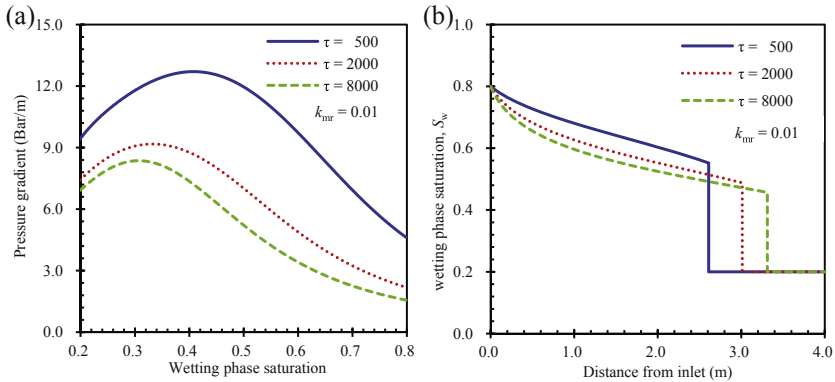 (a)
Pressure gradient (Bar/m)
15.0
12.0
9.0
6.0
3.0
0.0
τ = 500
τ = 2000
τ = 8000
kmr = 0.01
0.2 0.3 0.4 0.5 0.6 0.7 0.8
Wetting phase saturation
(b)
wetting phase saturation, Sw
1.0
0.8
0.6
0.4
0.2
0.0
τ = 500
τ = 2000
τ = 8000
kmr = 0.01
0.0 1.0 2.0 3.0 4.0
Distance from inlet (m)